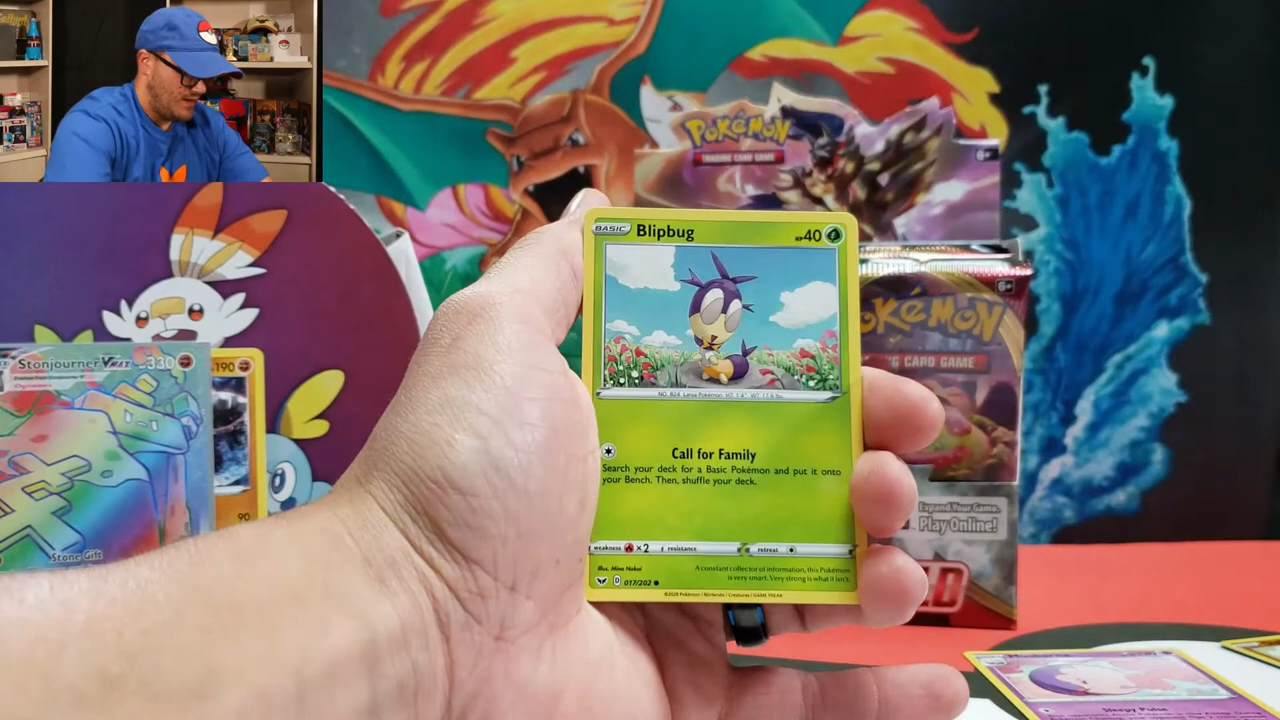 POKéMON
TRADING CARD GAME
6+
BASIC Blipbug
40
NO. 824 Larva Pokémon HT: 1'4" WT: 17.6 lbs.
Call for Family
Search your deck for a Basic Pokémon and put it onto
your Bench. Then, shuffle your deck.
weakness ×2 resistance retreat
Illus. Mina Nakai
A constant collector of information, this Pokémon
is very smart. Very strong is what it isn't.
D 017/202
©2020 Pokémon / Nintendo / Creatures / GAME FREAK
Stonjourner VMAX 330
190
90
Stone Gift
6+
oKéMoN
CARD GAME
Expand Your Game.
Play Online!
Sleepy Pulse